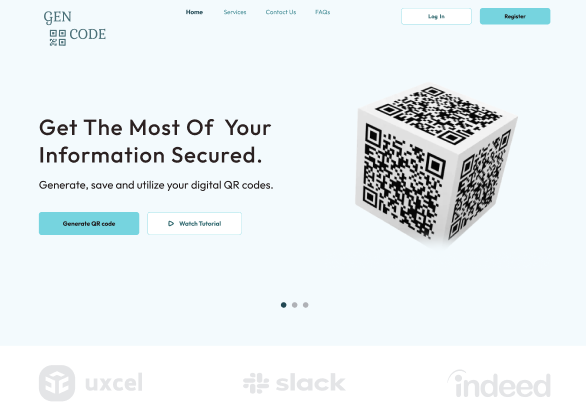 GEN
CODE
Home Services Contact Us FAQs
Log In Register
Get The Most Of Your
Information Secured.
Generate, save and utilize your digital QR codes.
Generate QR code Watch Tutorial
uxcel slack indeed